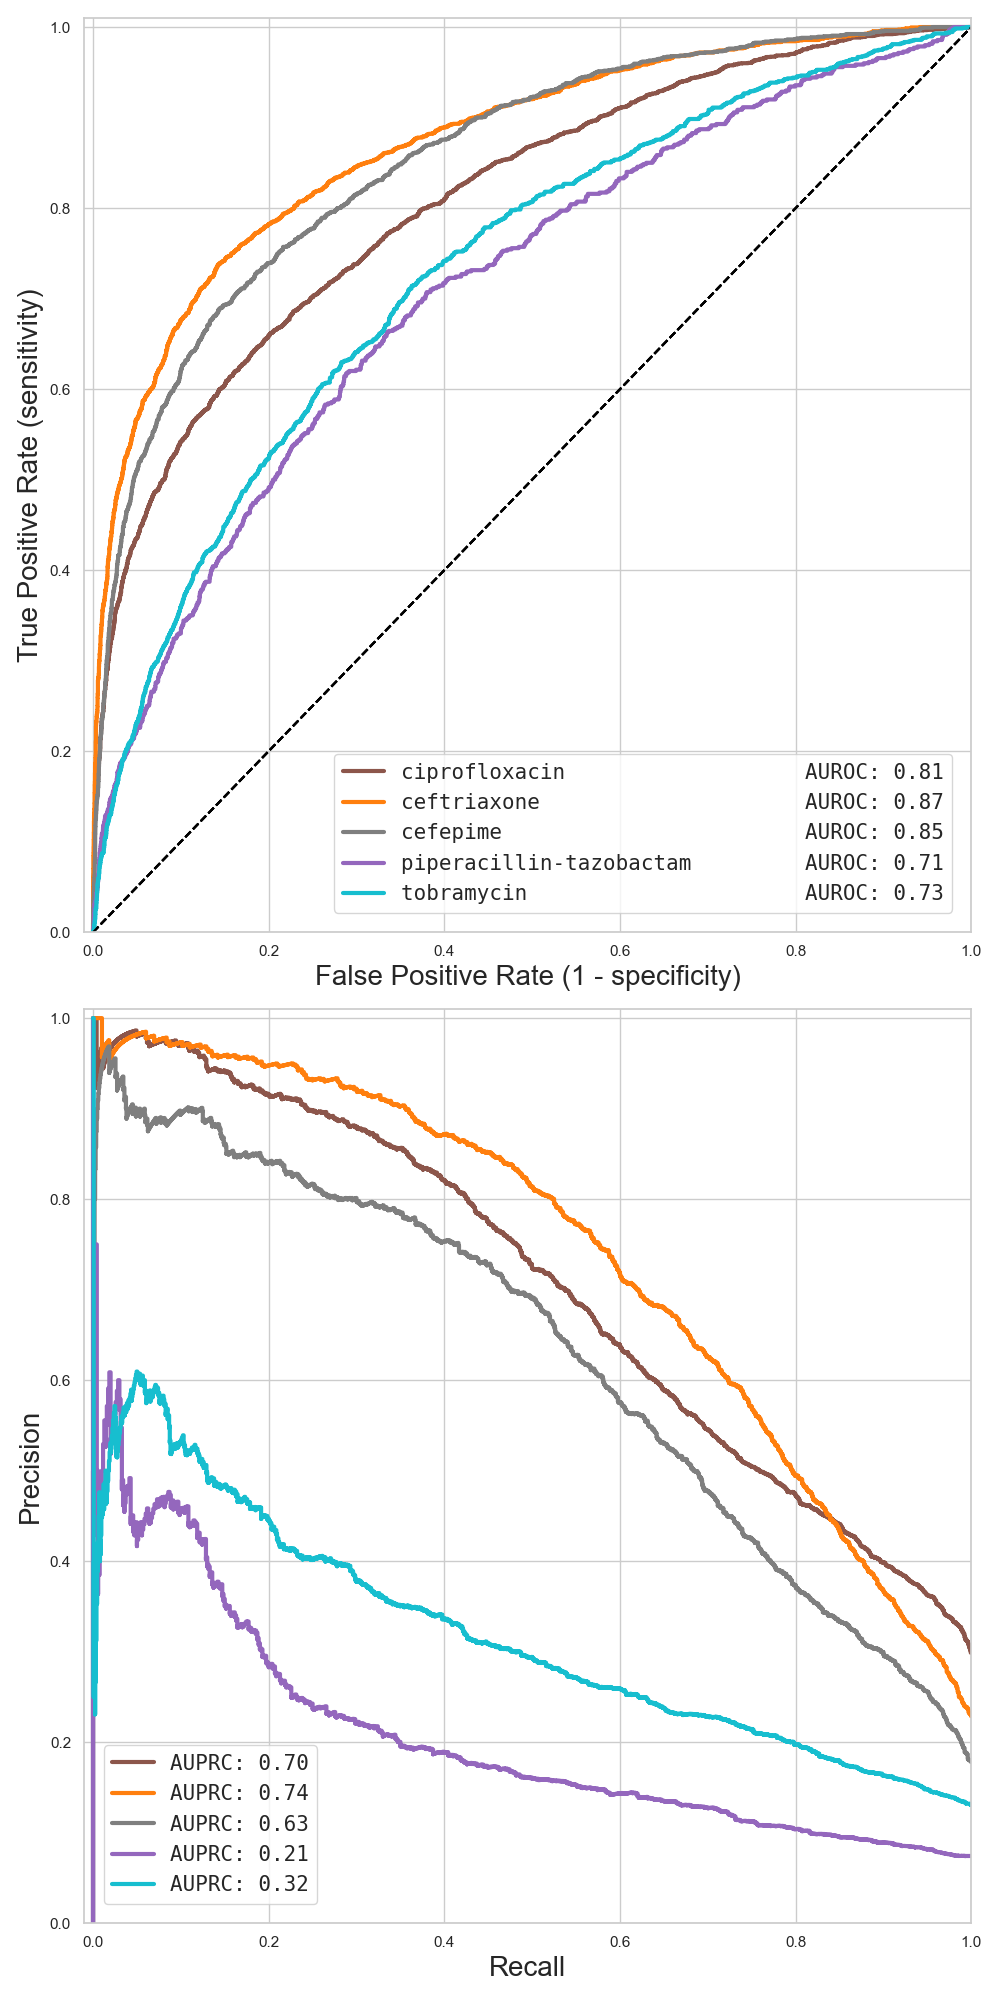 1.0
0.8
0.6
0.4
0.2
0.0
True Positive Rate (sensitivity)
ciprofloxacin AUROC: 0.81
ceftriaxone AUROC: 0.87
cefepime AUROC: 0.85
piperacillin-tazobactam AUROC: 0.71
tobramycin AUROC: 0.73
0.0 0.2 0.4 0.6 0.8 1.0
False Positive Rate (1 - specificity)
1.0
0.8
0.6
0.4
0.2
0.0
Precision
AUPRC: 0.70
AUPRC: 0.74
AUPRC: 0.63
AUPRC: 0.21
AUPRC: 0.32
0.0 0.2 0.4 0.6 0.8 1.0
Recall